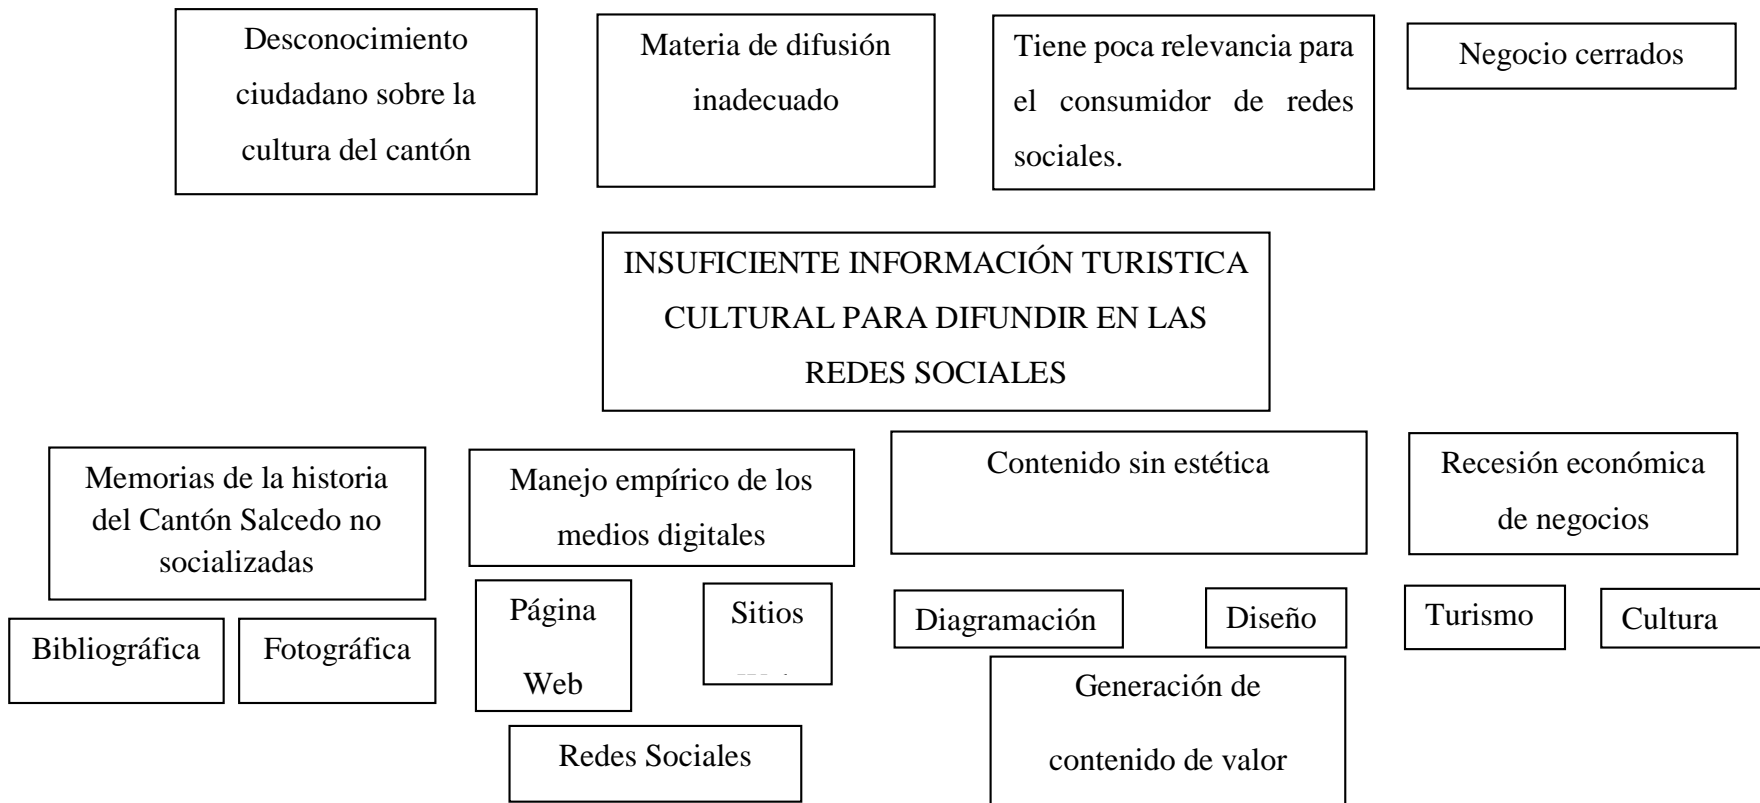 Desconocimiento
ciudadano sobre la
cultura del cantón
Materia de difusión
inadecuado
Tiene poca relevancia para
el consumidor de redes
sociales.
Negocio cerrados
INSUFICIENTE INFORMACIÓN TURISTICA
CULTURAL PARA DIFUNDIR EN LAS
REDES SOCIALES
Memorias de la historia
del Cantón Salcedo no
socializadas
Manejo empírico de los
medios digitales
Contenido sin estética
Recesión económica
de negocios
Bibliográfica
Fotográfica
Página
Web
Sitios
Redes Sociales
Diagramación
Diseño
Generación de
contenido de valor
Turismo
Cultura